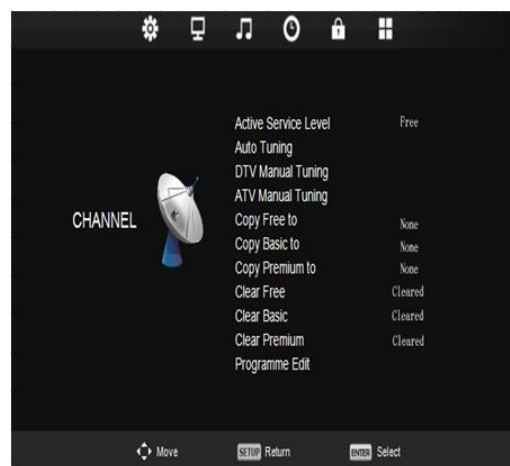 CHANNEL
Active Service Level Free
Auto Tuning
DTV Manual Tuning
ATV Manual Tuning
Copy Free to None
Copy Basic to None
Copy Premium to None
Clear Free Cleared
Clear Basic Cleared
Clear Premium Cleared
Programme Edit
Move SETUP Return ENTER Select